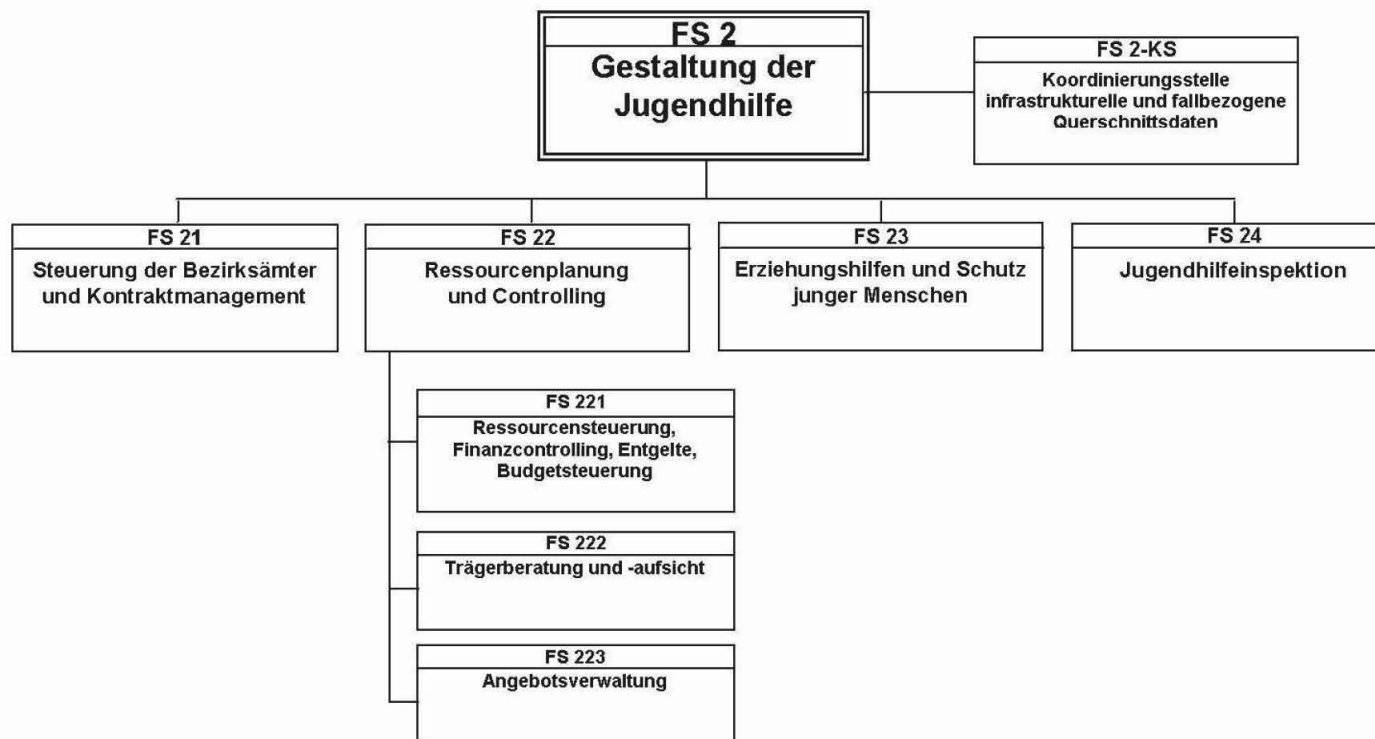 FS 2
Gestaltung der
Jugendhilfe
FS 2-KS
Koordinierungsstelle
infrastrukturelle und fallbezogene
Querschnittsdaten
FS 21
Steuerung der Bezirksämter
und Kontraktmanagement
FS 22
Ressourcenplanung
und Controlling
FS 23
Erziehungshilfen und Schutz
junger Menschen
FS 24
Jugendhilfeinspektion
FS 221
Ressourcensteuerung,
Finanzcontrolling, Entgelte,
Budgetsteuerung
FS 222
Trägerberatung und -aufsicht
FS 223
Angebotsverwaltung